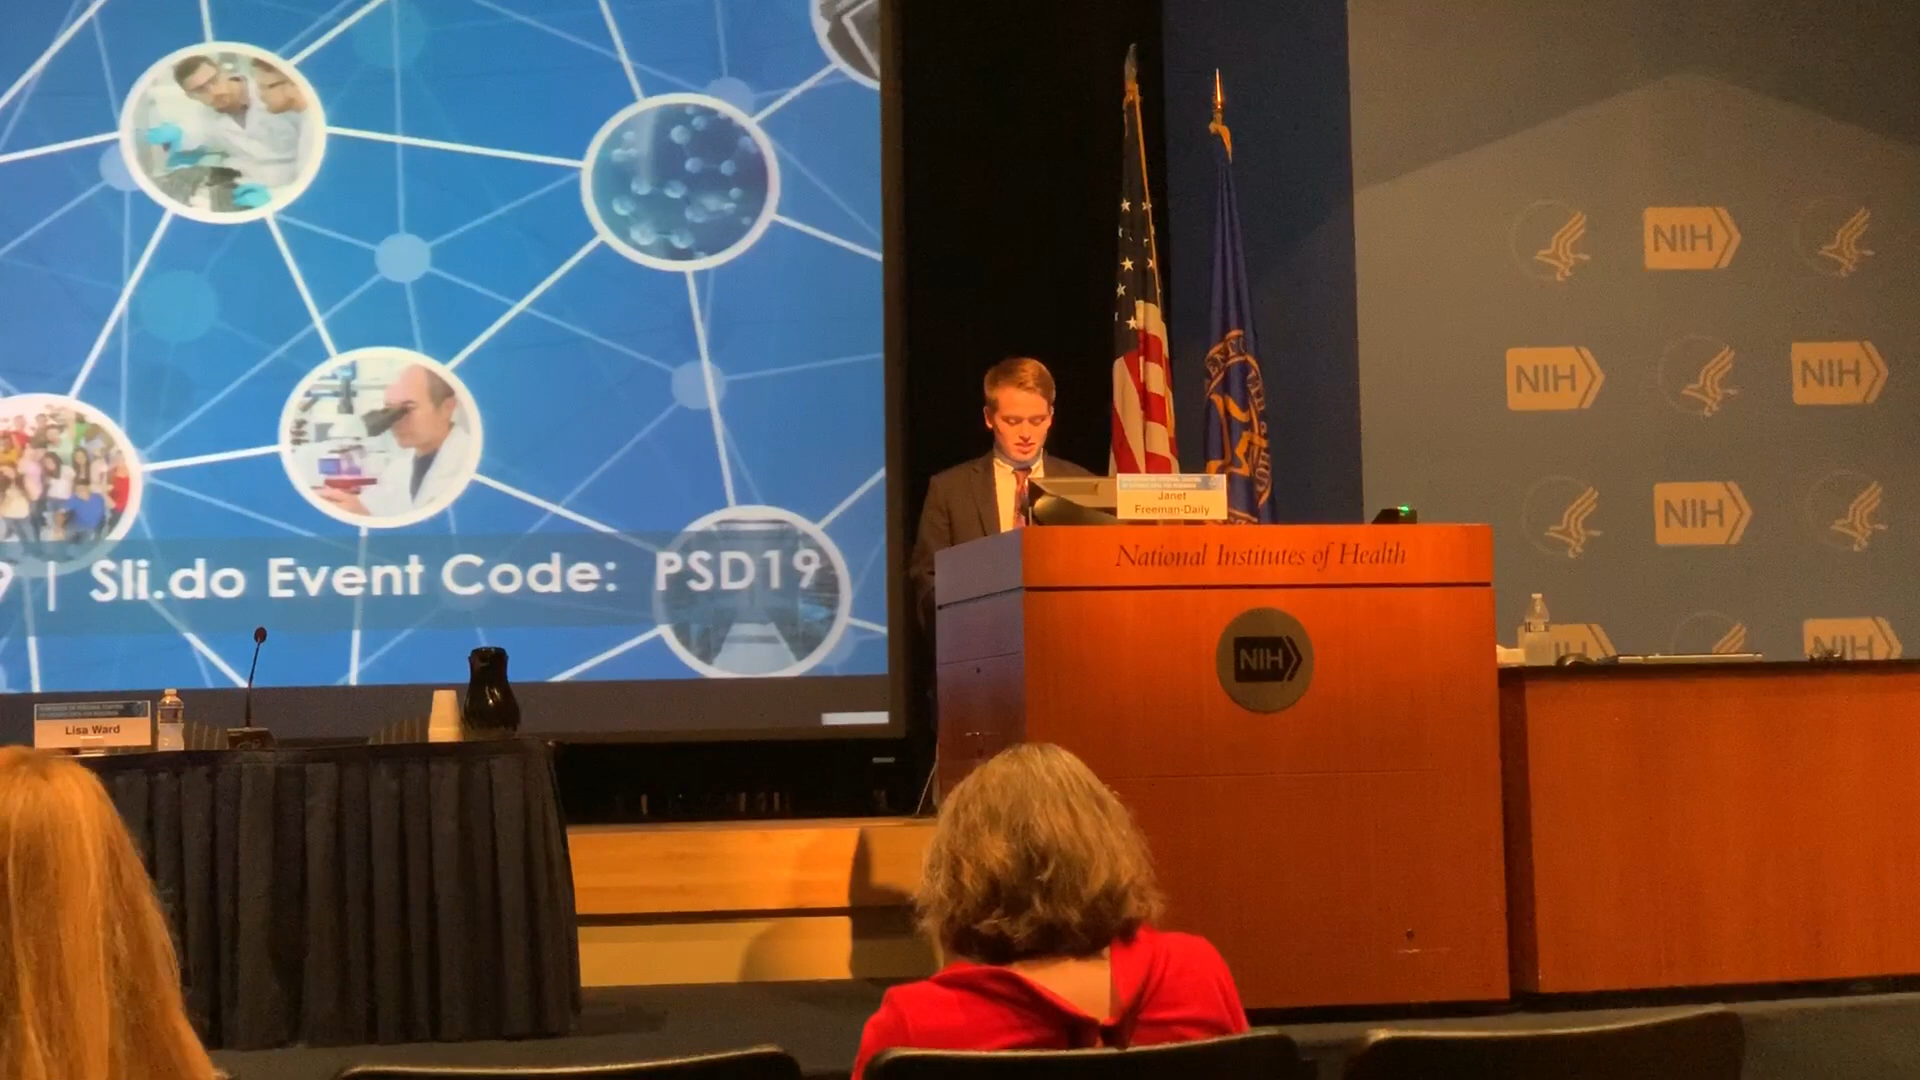 9 | Sli.do Event Code: PSD19
Lisa Ward
Janet
Freeman-Daily
National Institutes of Health
NIH
NIH
NIH
NIH
NIH
NIH
NIH